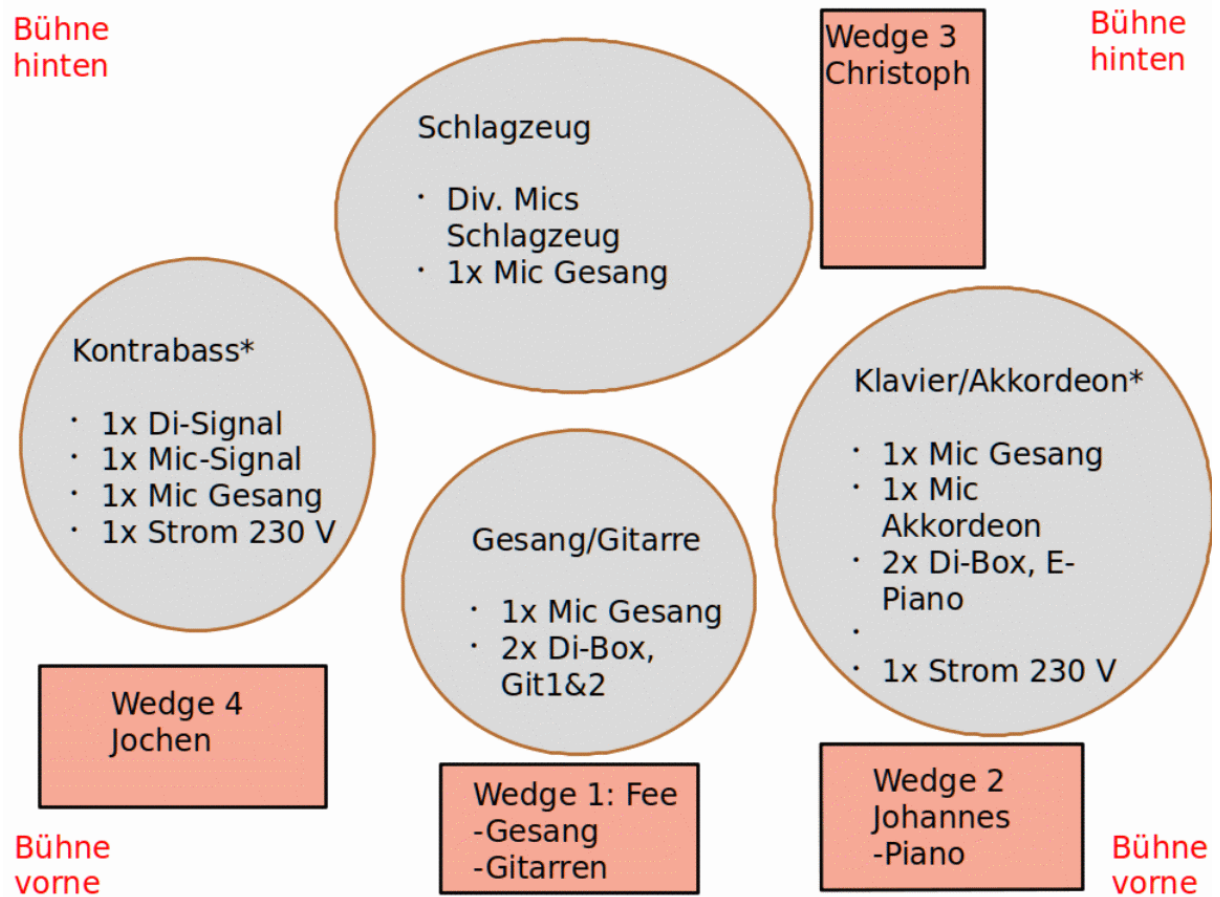 Bühne
hinten
Wedge 3
Christoph
Bühne
hinten
Schlagzeug
· Div. Mics
Schlagzeug
· 1x Mic Gesang
Kontrabass*
· 1x Di-Signal
· 1x Mic-Signal
· 1x Mic Gesang
· 1x Strom 230 V
Klavier/Akkordeon*
· 1x Mic Gesang
· 1x Mic
Akkordeon
· 2x Di-Box, E-
Piano
·
· 1x Strom 230 V
Gesang/Gitarre
· 1x Mic Gesang
· 2x Di-Box,
Git1&2
Wedge 4
Jochen
Wedge 1: Fee
-Gesang
-Gitarren
Wedge 2
Johannes
-Piano
Bühne
vorne
Bühne
vorne